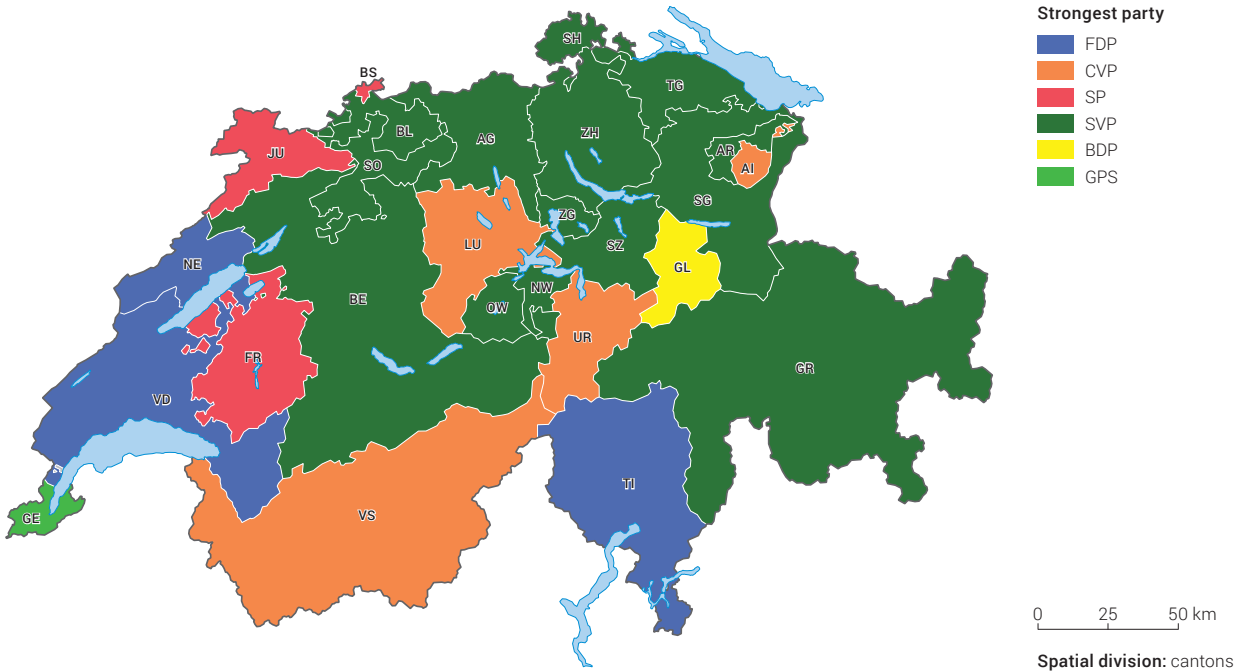 Strongest party
FDP
CVP
SP
SVP
BDP
GPS
SH
BS
TG
BL
AG
ZH
JU
SO
AR
AI
SG
ZG
LU
SZ
NE
GL
NW
BE
OW
UR
FR
GR
VD
TI
VS
GE
0 25 50 km
Spatial division: cantons